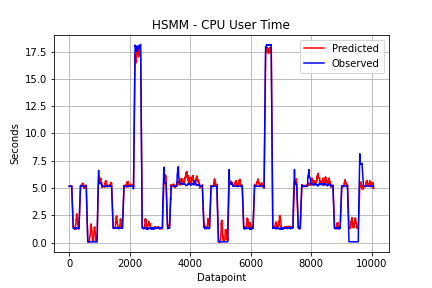 HSMM - CPU User Time
Predicted
Observed
17.5
15.0
12.5
10.0
7.5
5.0
2.5
0.0
Seconds
0 2000 4000 6000 8000 10000
Datapoint